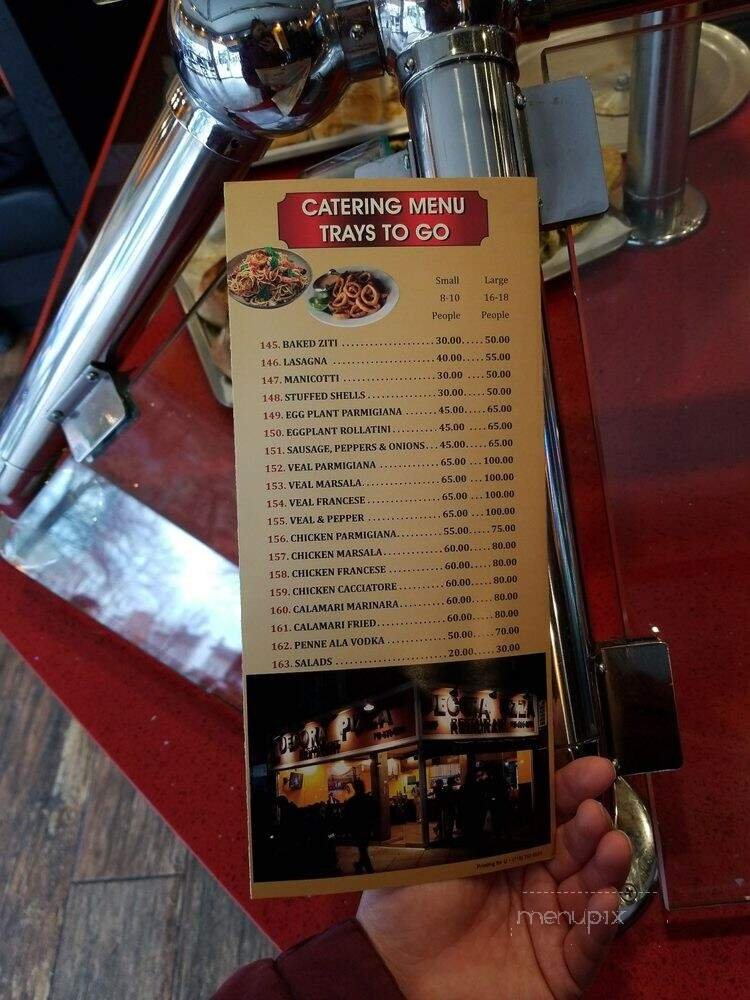 CATERING MENU
TRAYS TO GO
Small Large
8-10 16-18
People People
145. BAKED ZITI ......................30.00.....50.00
146. LASAGNA ........................40.00.....55.00
147. MANICOTTI ......................30.00 ....50.00
148. STUFFED SHELLS.................30.00.....50.00
149. EGG PLANT PARMIGIANA .......45.00.....65.00
150. EGGPLANT ROLLATINI...........45.00 .....65.00
151. SAUSAGE, PEPPERS & ONIONS...45.00.....65.00
152. VEAL PARMIGIANA ..............65.00 ...100.00
153. VEAL MARSALA..................65.00 ...100.00
154. VEAL FRANCESE.................65.00 ...100.00
155. VEAL & PEPPER .................65.00 ...100.00
156. CHICKEN PARMIGIANA..........55.00.....75.00
157. CHICKEN MARSALA..............60.00.....80.00
158. CHICKEN FRANCESE .............60.00.....80.00
159. CHICKEN CACCIATORE ..........60.00.....80.00
160. CALAMARI MARINARA...........60.00.....80.00
161. CALAMARI FRIED................60.00.....80.00
162. PENNE ALA VODKA ..............50.00.....70.00
163. SALADS ..........................20.00.....30.00
PIZZA
RESTAURANT
menupix